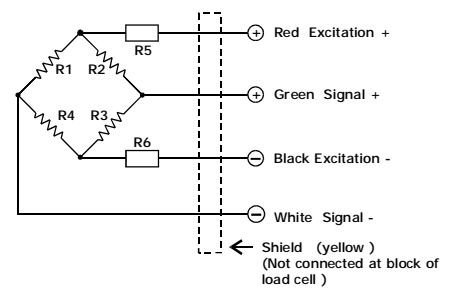 R5
Red Excitation +
R1
R2
Green Signal +
R4
R3
R6
Black Excitation -
White Signal -
Shield (yellow )
(Not connected at block of
load cell )